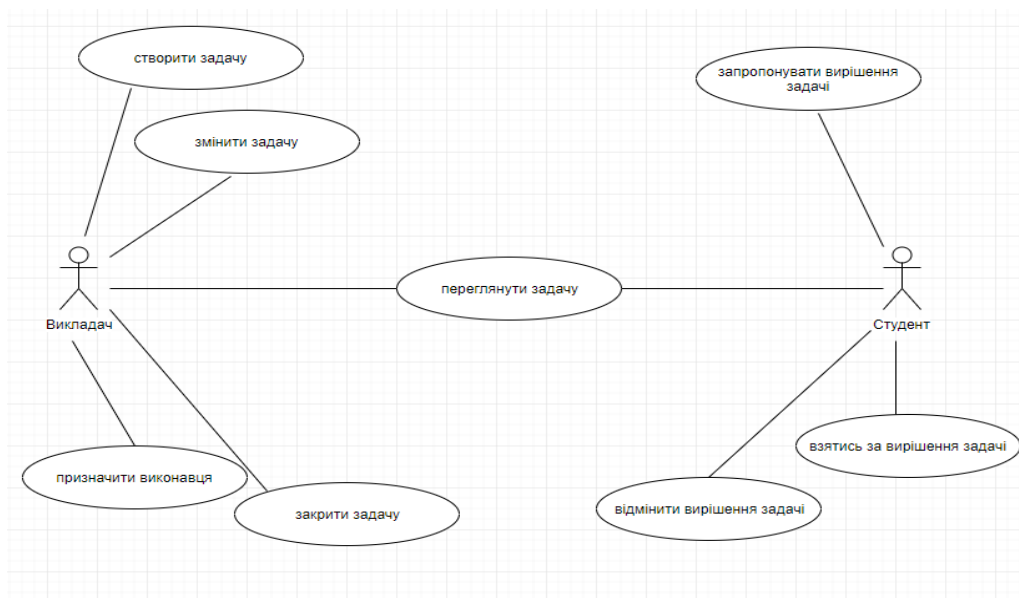 створити задачу
запропонувати вирішення
задачі
змінити задачу
переглянути задачу
Викладач
Студент
взятись за вирішення задачі
призначити виконавця
відмінити вирішення задачі
закрити задачу